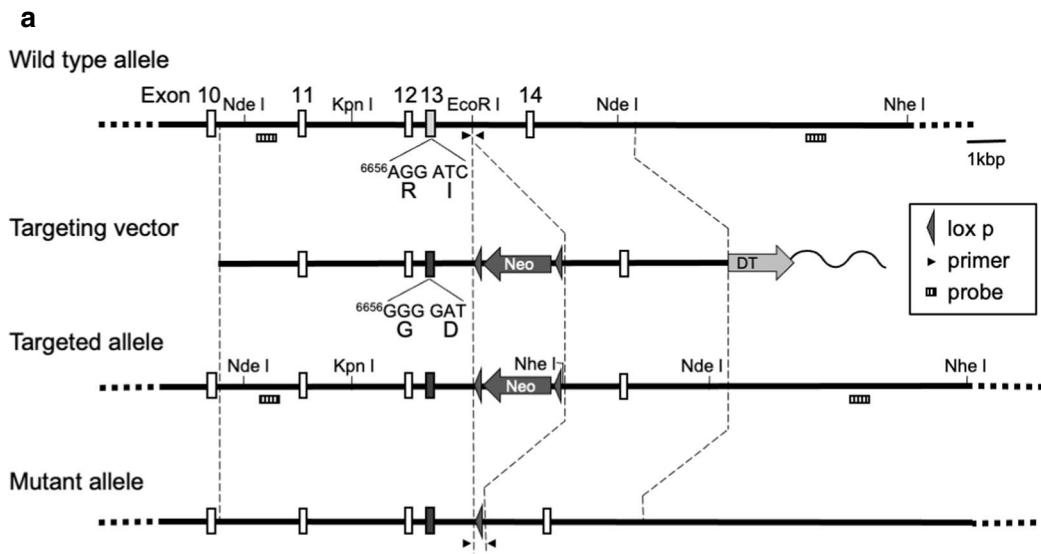 a
Wild type allele
Exon 10 Nde I 11 Kpn I 12 13 EcoR I 14 Nde I Nhe I
1kbp
6656AGG ATC
R I
Targeting vector
lox p
Neo DT
primer
6656GGG GAT
probe
G D
Targeted allele
Nde I Kpn I Nhe I Nde I Nhe I
Neo
Mutant allele